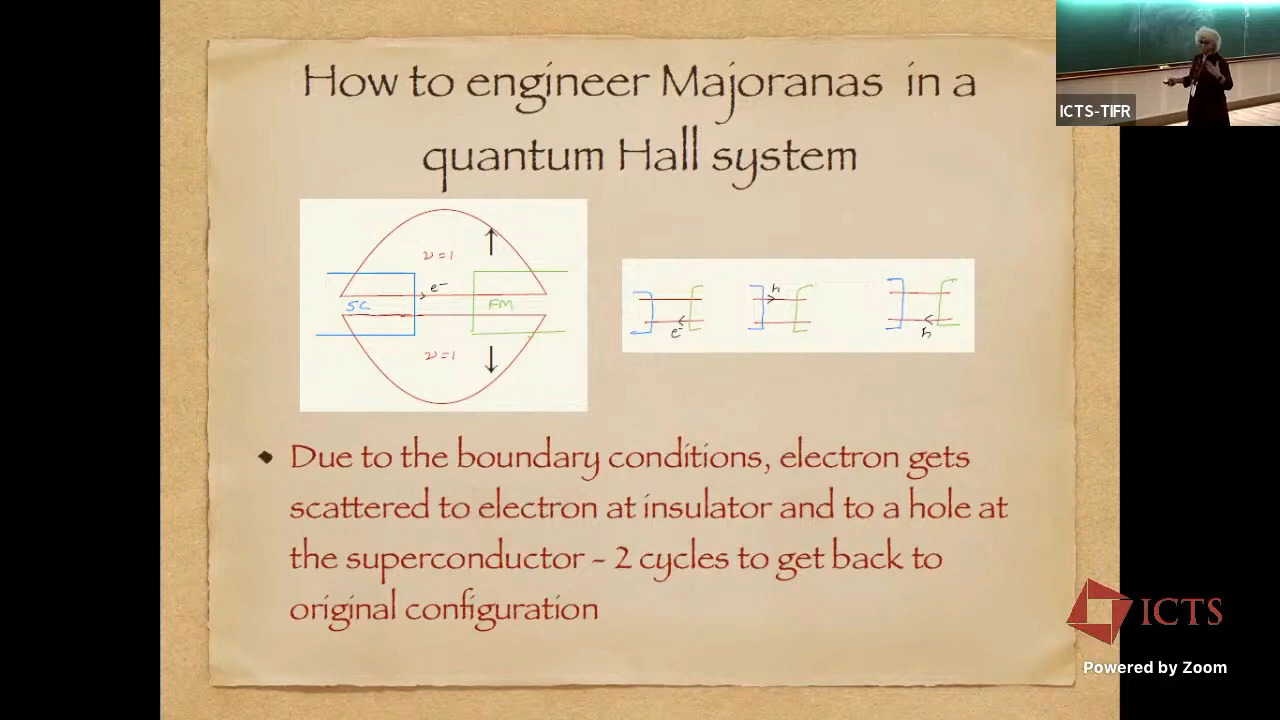 How to engineer Majoranas in a
quantum Hall system
ν=1
e-
SC
FM
ν=1
e-
h
h
Due to the boundary conditions, electron gets
scattered to electron at insulator and to a hole at
the superconductor - 2 cycles to get back to
original configuration
ICTS-TIFR
ICTS
Powered by Zoom